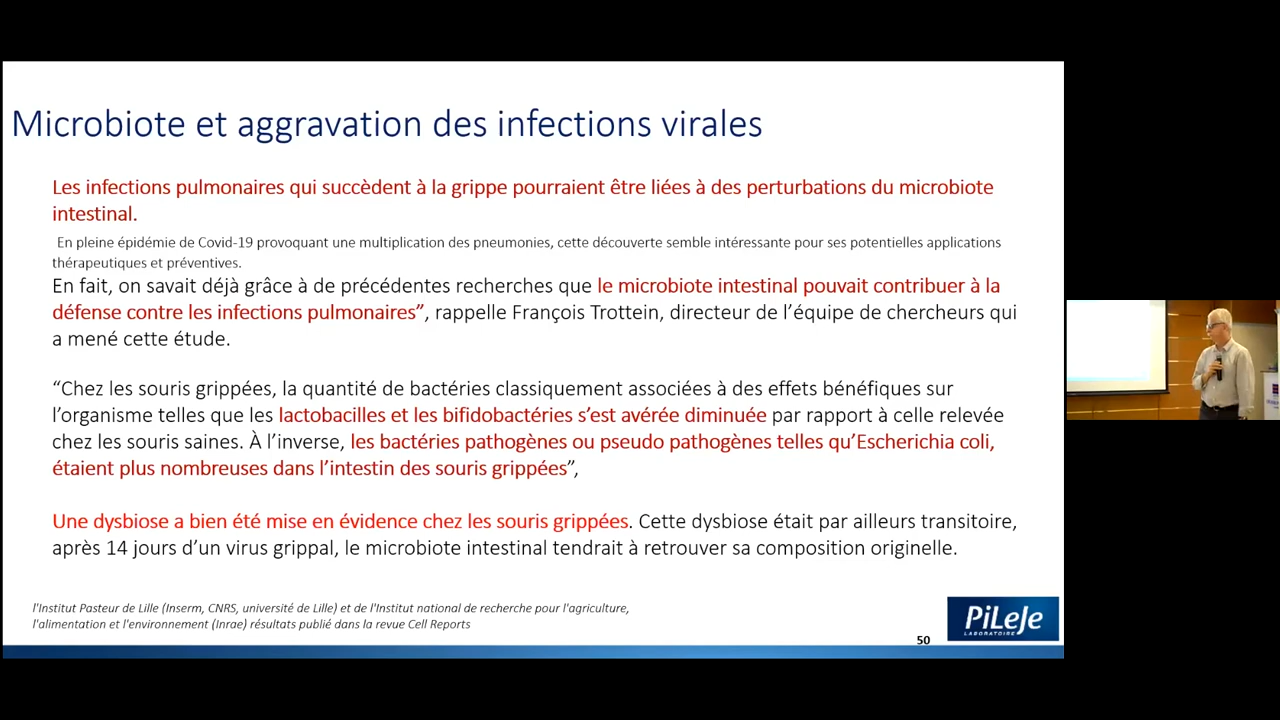 Microbiote et aggravation des infections virales
Les infections pulmonaires qui succèdent à la grippe pourraient être liées à des perturbations du microbiote
intestinal.
En pleine épidémie de Covid-19 provoquant une multiplication des pneumonies, cette découverte semble intéressante pour ses potentielles applications
thérapeutiques et préventives.
En fait, on savait déjà grâce à de précédentes recherches que le microbiote intestinal pouvait contribuer à la
défense contre les infections pulmonaires”, rappelle François Trottein, directeur de l’équipe de chercheurs qui
a mené cette étude.
“Chez les souris grippées, la quantité de bactéries classiquement associées à des effets bénéfiques sur
l’organisme telles que les lactobacilles et les bifidobactéries s’est avérée diminuée par rapport à celle relevée
chez les souris saines. À l’inverse, les bactéries pathogènes ou pseudo pathogènes telles qu’Escherichia coli,
étaient plus nombreuses dans l’intestin des souris grippées”,
Une dysbiose a bien été mise en évidence chez les souris grippées. Cette dysbiose était par ailleurs transitoire,
après 14 jours d’un virus grippal, le microbiote intestinal tendrait à retrouver sa composition originelle.
l'Institut Pasteur de Lille (Inserm, CNRS, université de Lille) et de l'Institut national de recherche pour l'agriculture,
l'alimentation et l'environnement (Inrae) résultats publié dans la revue Cell Reports
PiLeJe
LABORATOIRE
50